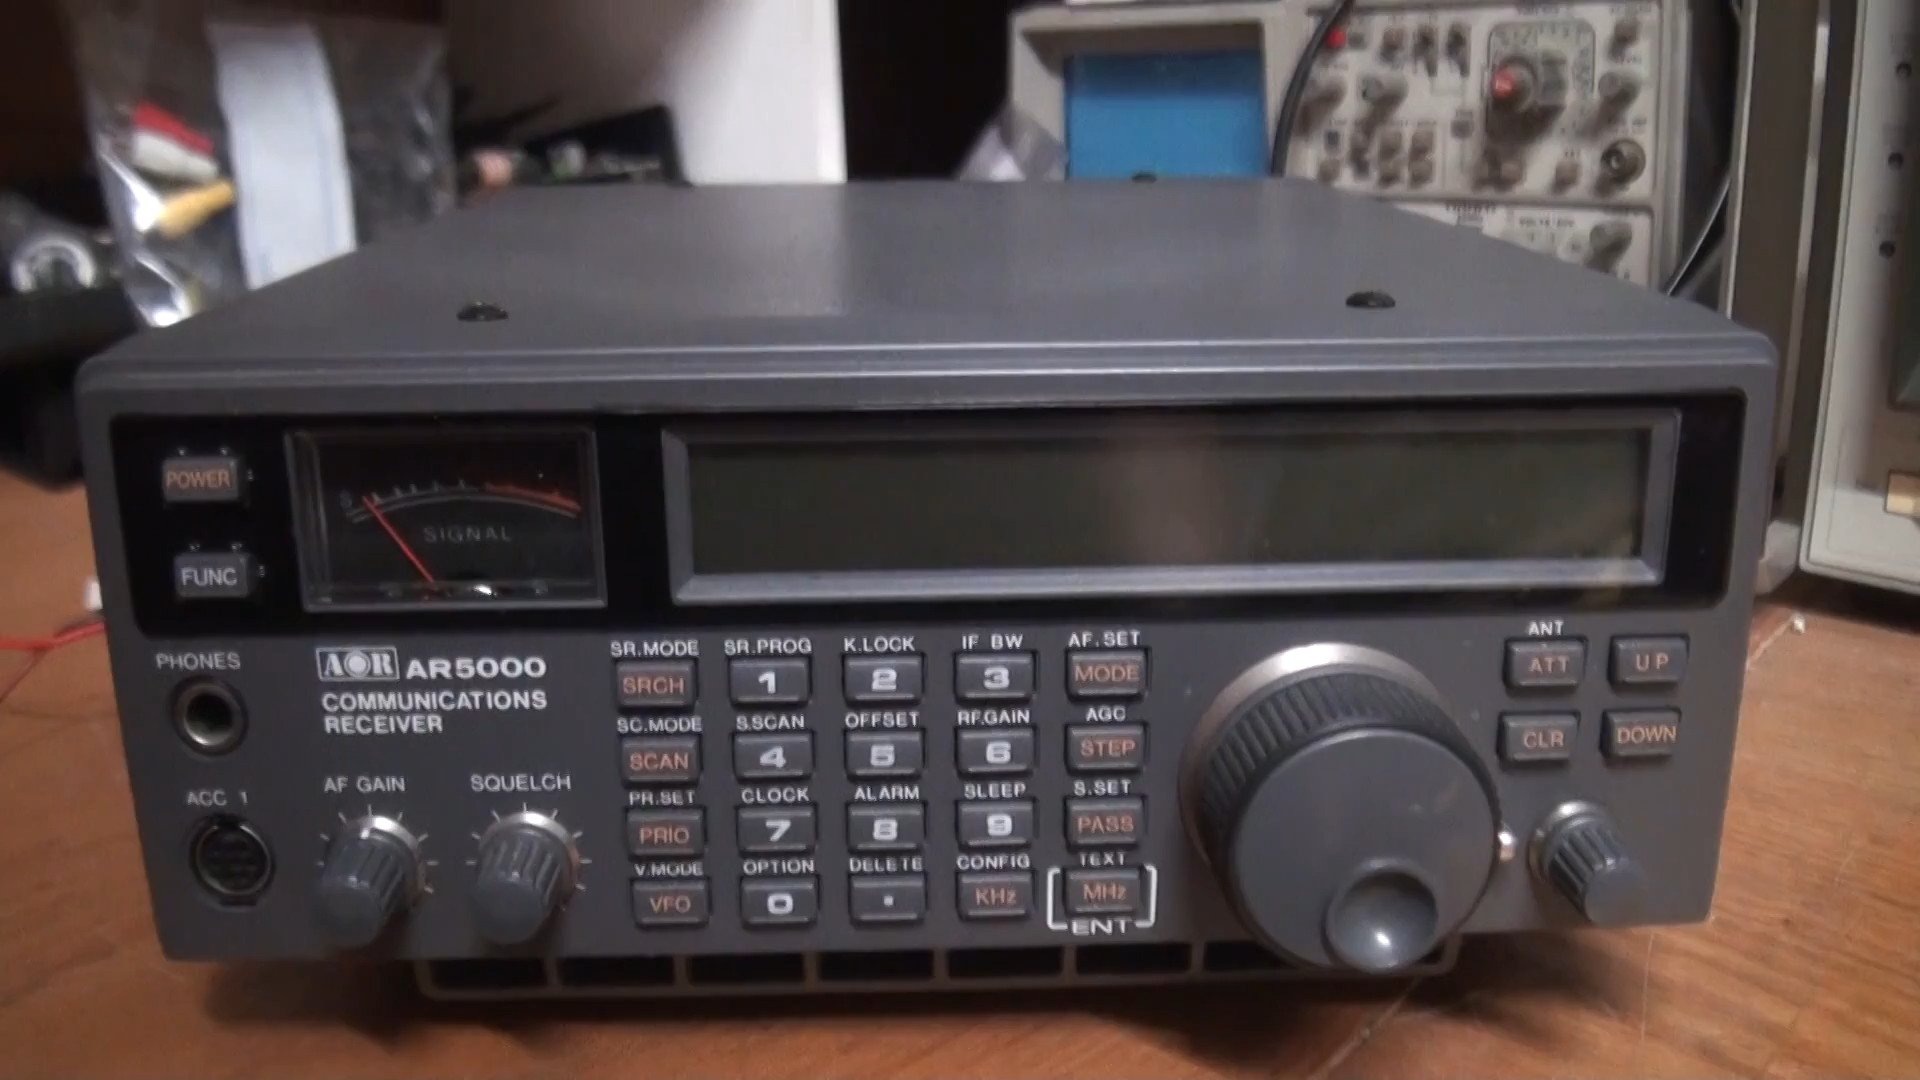 POWER
FUNC
S
SIGNAL
PHONES
AOR AR5000
COMMUNICATIONS
RECEIVER
ACC 1
AF GAIN
SQUELCH
SR.MODE SR.PROG K.LOCK IF BW AF.SET
SRCH 1 2 3 MODE
SC.MODE S.SCAN OFFSET RF.GAIN AGC
SCAN 4 5 6 STEP
PR.SET CLOCK ALARM SLEEP S.SET
PRIO 7 8 9 PASS
V.MODE OPTION DELETE CONFIG TEXT
VFO 0 . KHz MHz
ENT
ANT
ATT UP
CLR DOWN
VOLTS/DIV